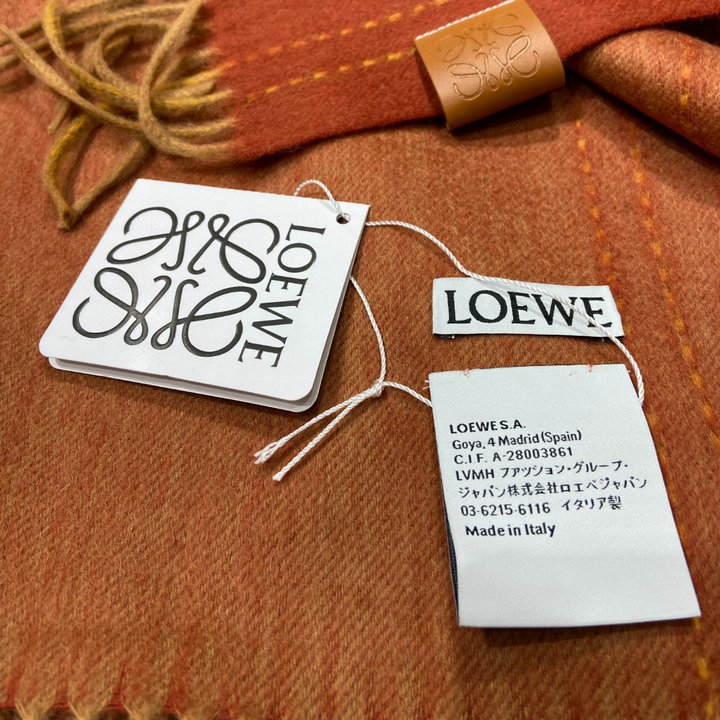 LOEWE
LOEWE
LOEWE S.A.
Goya, 4 Madrid (Spain)
C.I.F. A-28003861
LVMH ファッション・グループ・
ジャパン株式会社ロエベジャパン
03-6215-6116 イタリア製
Made in Italy